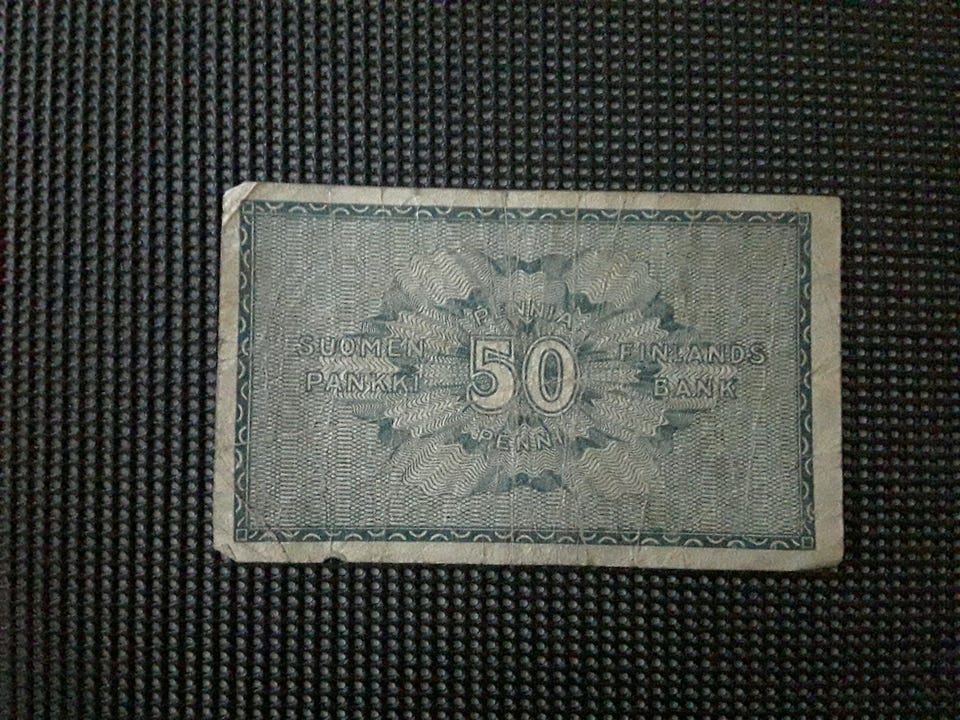 PENNIÄ
SUOMEN PANKKI
50
FINLANDS BANK
PENNI